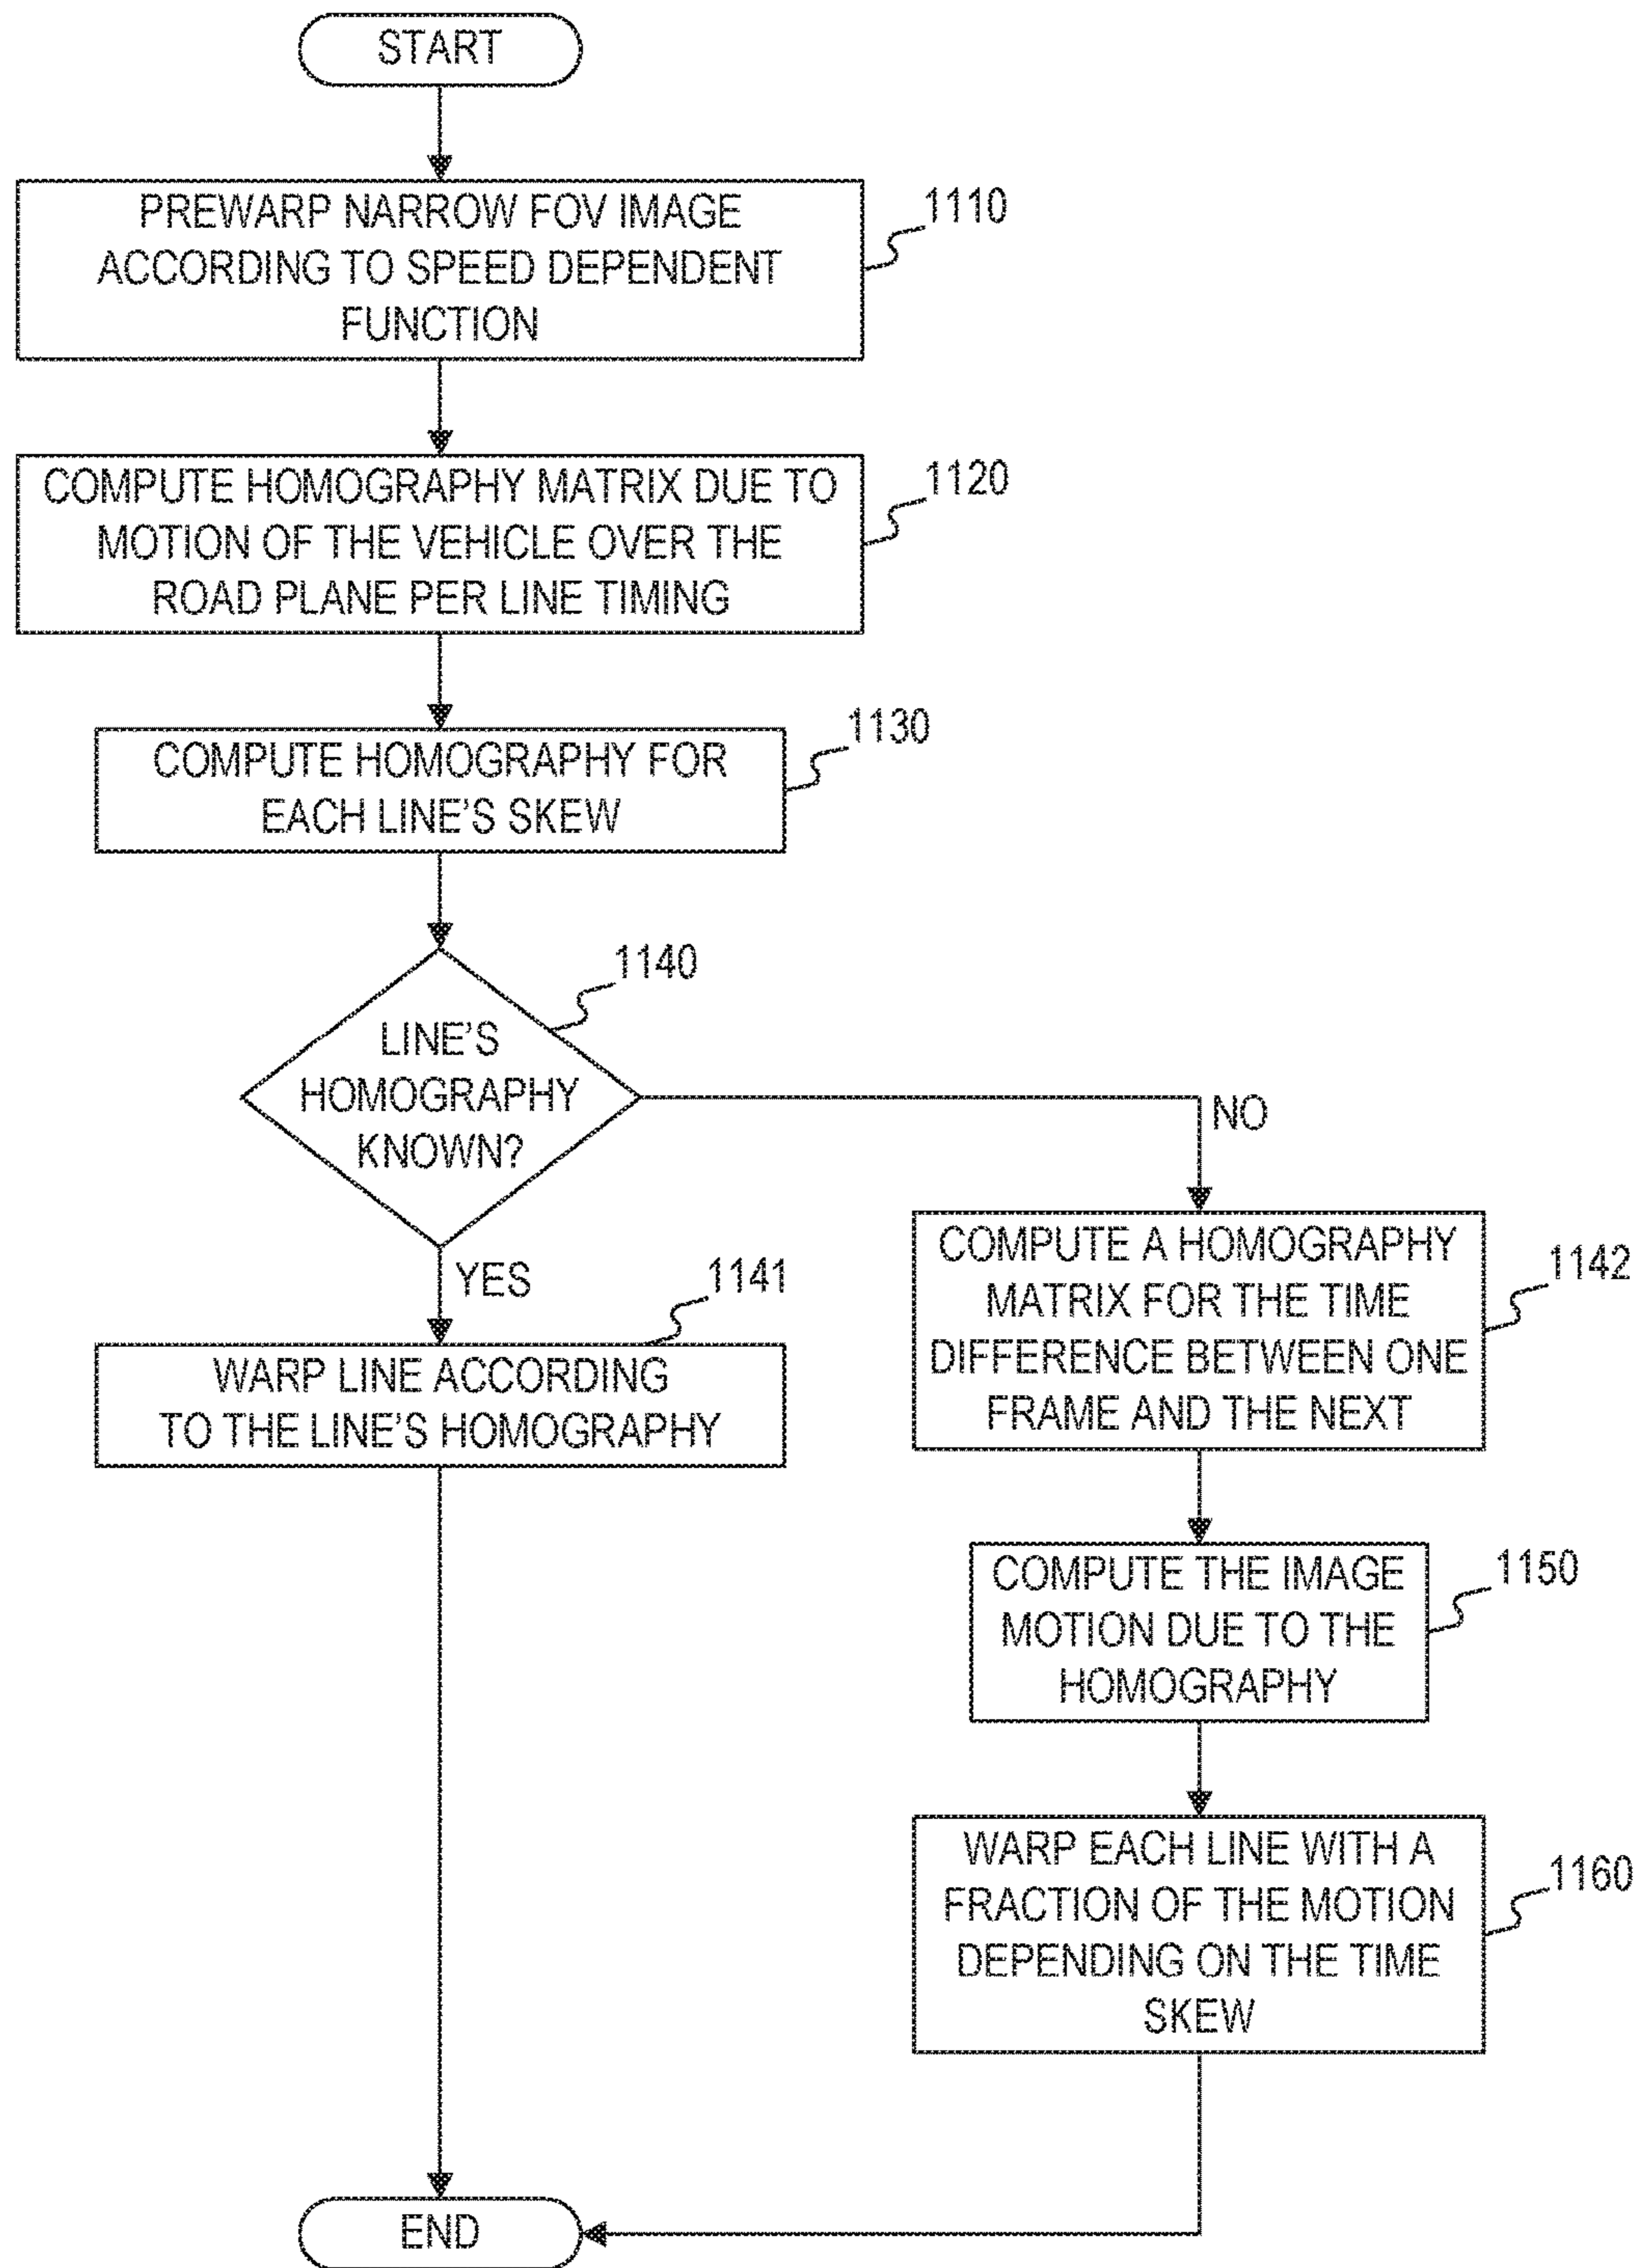 START
PREWARP NARROW FOV IMAGE
ACCORDING TO SPEED DEPENDENT
FUNCTION
1110
COMPUTE HOMOGRAPHY MATRIX DUE TO
MOTION OF THE VEHICLE OVER THE
ROAD PLANE PER LINE TIMING
1120
COMPUTE HOMOGRAPHY FOR
EACH LINE'S SKEW
1130
LINE'S
HOMOGRAPHY
KNOWN?
1140
YES
WARP LINE ACCORDING
TO THE LINE'S HOMOGRAPHY
1141
NO
COMPUTE A HOMOGRAPHY
MATRIX FOR THE TIME
DIFFERENCE BETWEEN ONE
FRAME AND THE NEXT
1142
COMPUTE THE IMAGE
MOTION DUE TO THE
HOMOGRAPHY
1150
WARP EACH LINE WITH A
FRACTION OF THE MOTION
DEPENDING ON THE TIME
SKEW
1160
END